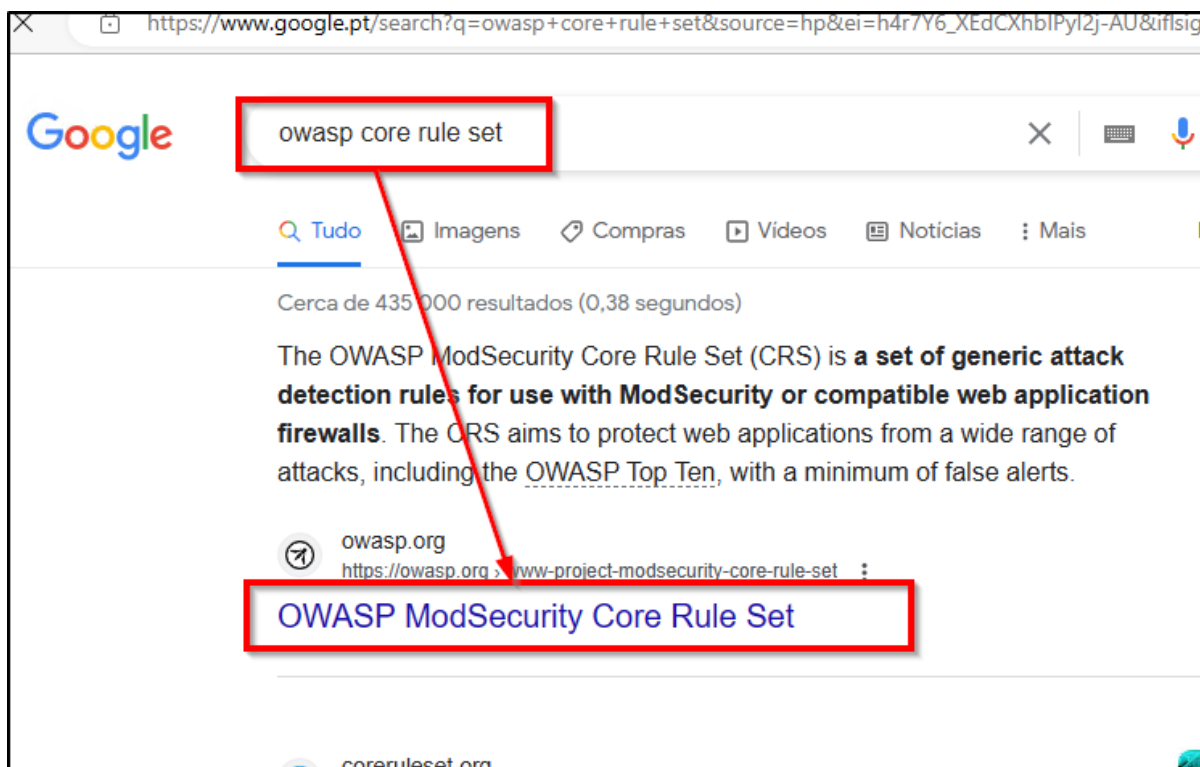 https://www.google.pt/search?q=owasp+core+rule+set&source=hp&ei=h4r7Y6_XEdCXhbIPyI2j-AU&iflsig
Google
owasp core rule set
Tudo Imagens Compras Vídeos Notícias Mais
Cerca de 435 000 resultados (0,38 segundos)
The OWASP ModSecurity Core Rule Set (CRS) is a set of generic attack
detection rules for use with ModSecurity or compatible web application
firewalls. The CRS aims to protect web applications from a wide range of
attacks, including the OWASP Top Ten, with a minimum of false alerts.
owasp.org
https://owasp.org › www-project-modsecurity-core-rule-set
OWASP ModSecurity Core Rule Set
coreruleset.org